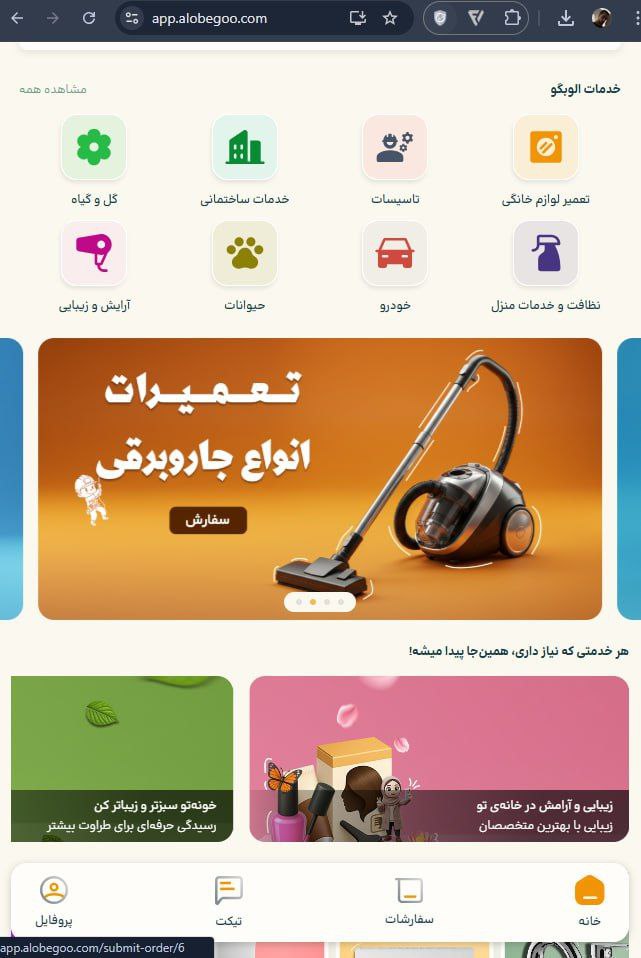 app.alobegoo.com
خدمات الوبگو
مشاهده همه
تعمیر لوازم خانگی
تاسیسات
خدمات ساختمانی
گل و گیاه
نظافت و خدمات منزل
خودرو
حیوانات
آرایش و زیبایی
تـعـمـیـرات
انواع جاروبرقی
سفارش
هر خدمتی که نیاز داری، همین‌جا پیدا میشه!
زیبایی و آرامش در خانه‌ی تو
زیبایی با بهترین متخصصان
خونه‌تو سبزتر و زیباتر کن
رسیدگی حرفه‌ای برای طراوت بیشتر
خانه
سفارشات
تیکت
پروفایل
app.alobegoo.com/submit-order/6